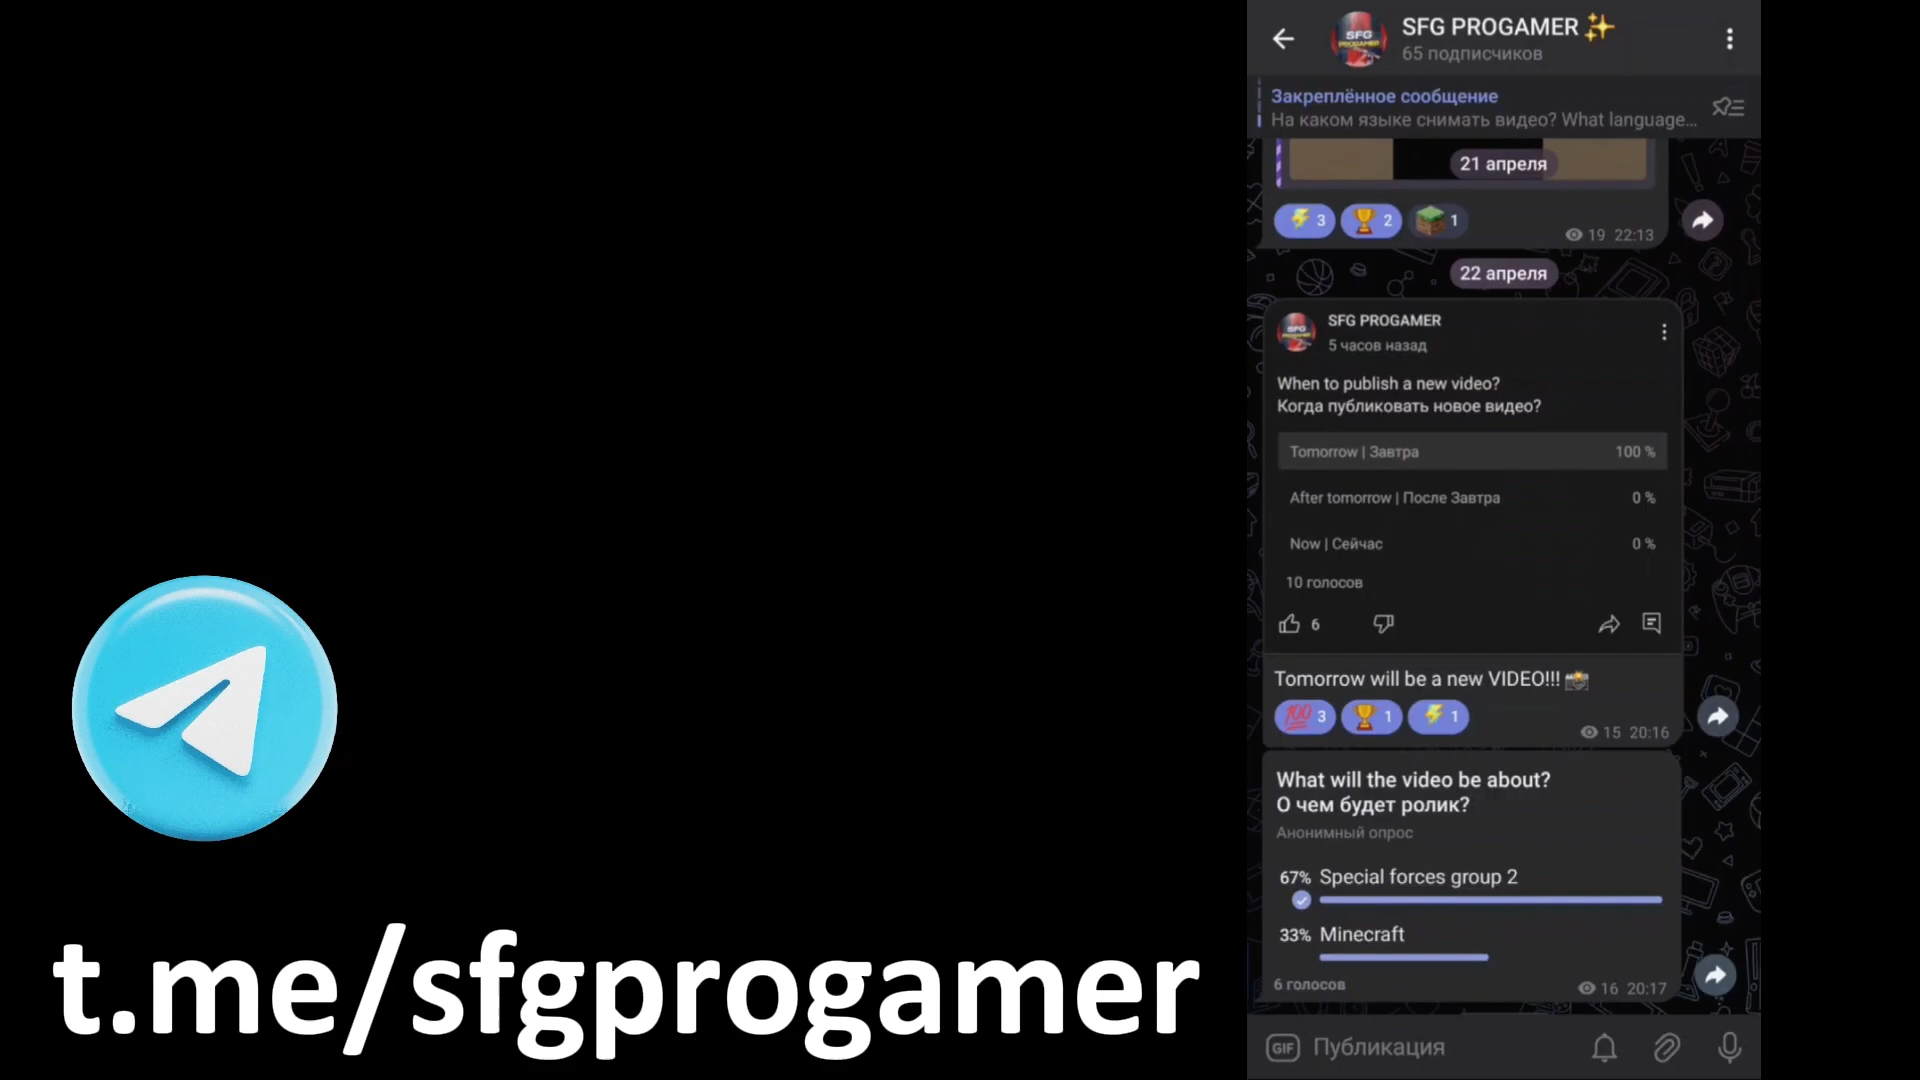 SFG PROGAMER
65 подписчиков
Закреплённое сообщение
На каком языке снимать видео? What language...
21 апреля
3 2 1
19 22:13
22 апреля
SFG PROGAMER
5 часов назад
When to publish a new video?
Когда публиковать новое видео?
Tomorrow | Завтра 100 %
After tomorrow | После Завтра 0 %
Now | Сейчас 0 %
10 голосов
6
Tomorrow will be a new VIDEO!!! 📸
💯 3 🏆 1 ⚡ 1
15 20:16
What will the video be about?
О чем будет ролик?
Анонимный опрос
67% Special forces group 2
33% Minecraft
6 голосов
16 20:17
GIF Публикация
t.me/sfgprogamer